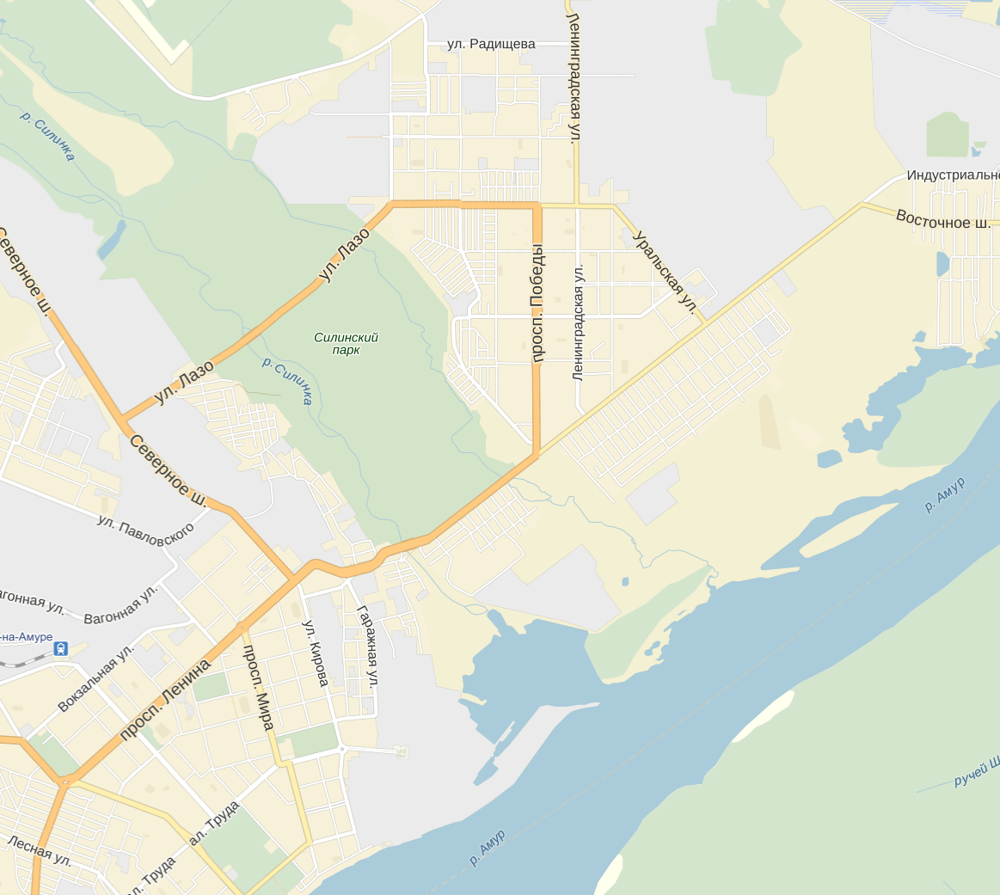 ул. Радищева
Ленинградская ул.
р. Силинка
Индустриально
Восточное ш.
Северное ш.
ул. Лазо
Уральская ул.
просп. Победы
Ленинградская ул.
Силинский
парк
р. Силинка
ул. Лазо
Северное ш.
р. Амур
ул. Павловского
агонная ул.
Вагонная ул.
-на-Амуре
Гаражная ул.
ул. Кирова
Вокзальная ул.
просп. Ленина
просп. Мира
ручей Ш
ал. Труда
р. Амур
Лесная ул.
ал. Труда